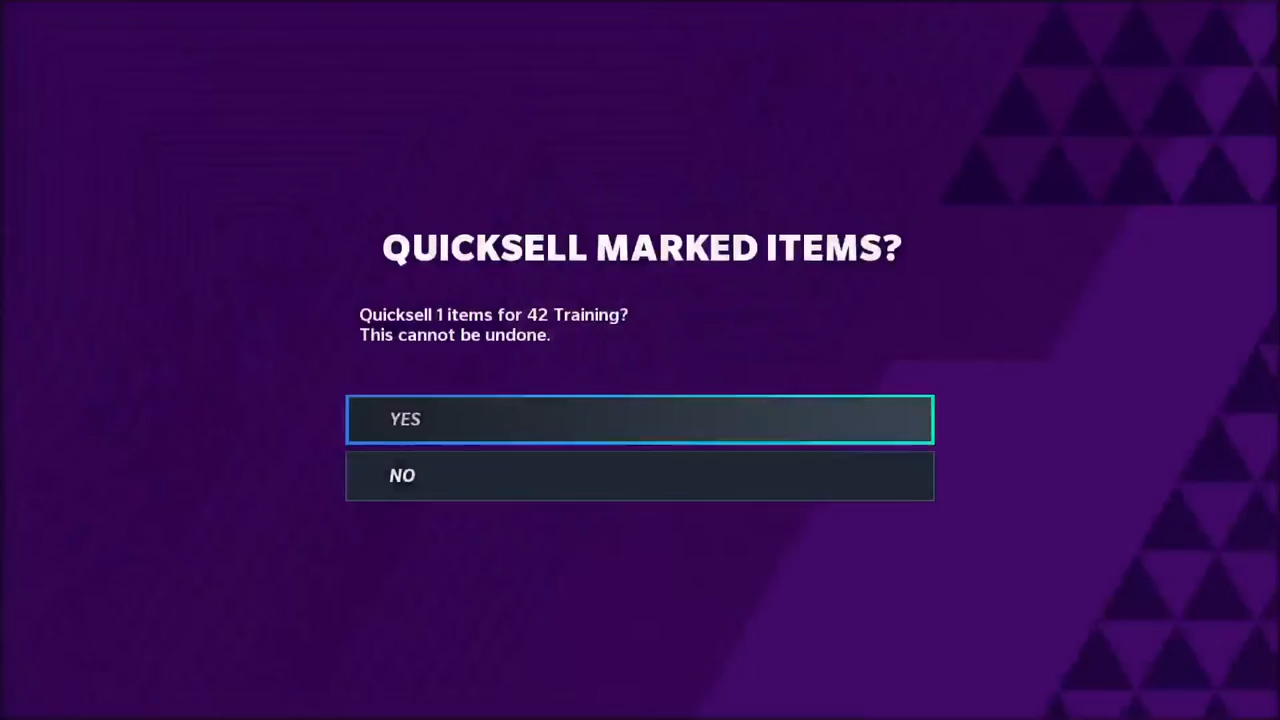 QUICKSELL MARKED ITEMS?
Quicksell 1 items for 42 Training?
This cannot be undone.
YES
NO